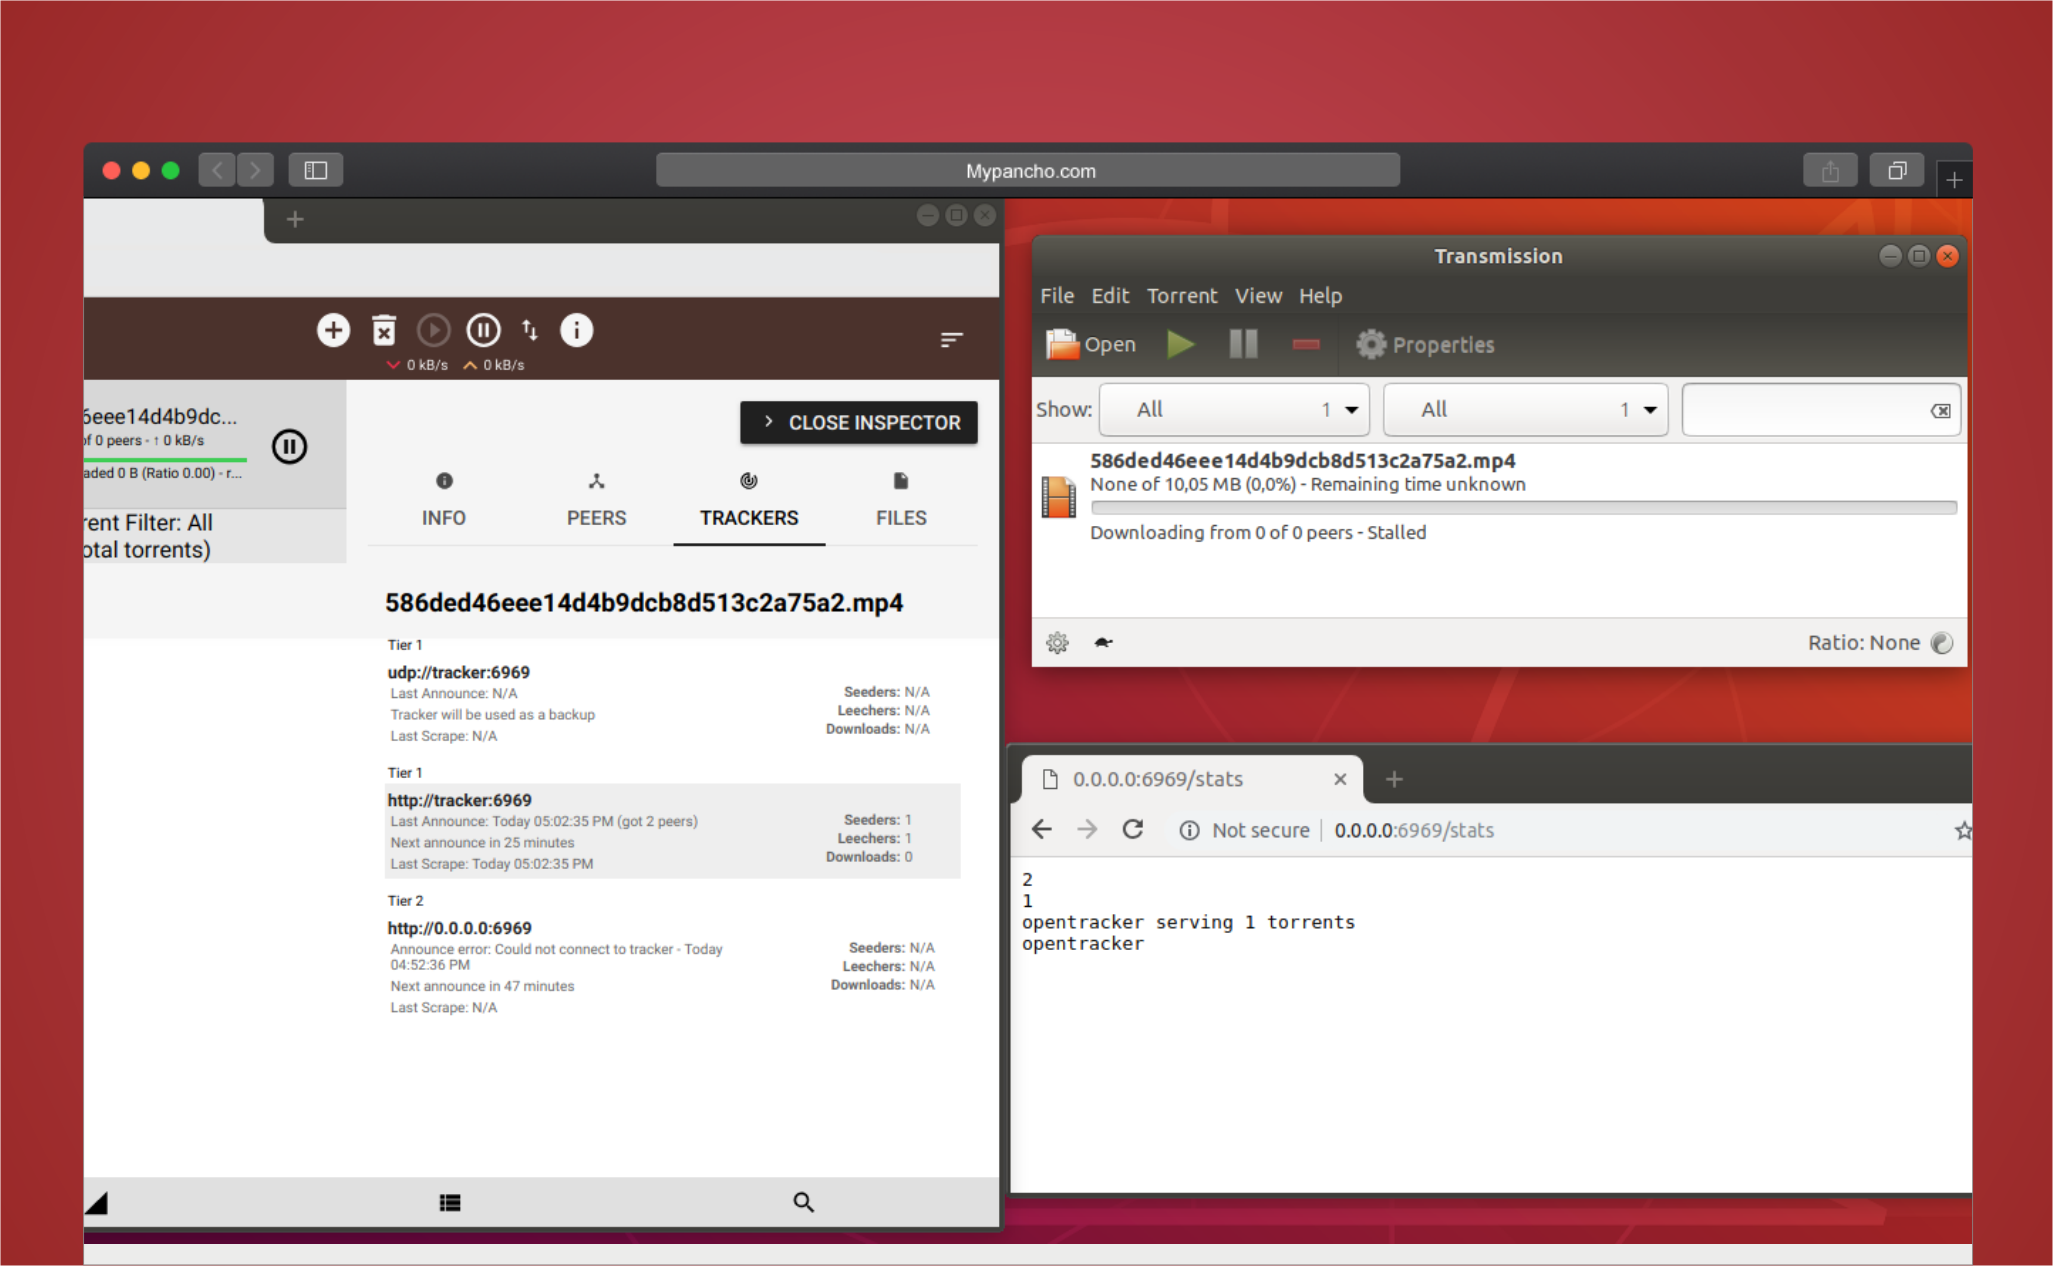 Mypancho.com
0 kB/s 0 kB/s
6eee14d4b9dc...
of 0 peers - ↑ 0 kB/s
aded 0 B (Ratio 0.00) - r...
rent Filter: All
otal torrents)
> CLOSE INSPECTOR
INFO PEERS TRACKERS FILES
586ded46eee14d4b9dcb8d513c2a75a2.mp4
Tier 1
udp://tracker:6969
Last Announce: N/A
Tracker will be used as a backup
Last Scrape: N/A
Seeders: N/A
Leechers: N/A
Downloads: N/A
Tier 1
http://tracker:6969
Last Announce: Today 05:02:35 PM (got 2 peers)
Next announce in 25 minutes
Last Scrape: Today 05:02:35 PM
Seeders: 1
Leechers: 1
Downloads: 0
Tier 2
http://0.0.0.0:6969
Announce error: Could not connect to tracker - Today
04:52:36 PM
Next announce in 47 minutes
Last Scrape: N/A
Seeders: N/A
Leechers: N/A
Downloads: N/A
Transmission
File Edit Torrent View Help
Open Properties
Show: All 1 All 1
586ded46eee14d4b9dcb8d513c2a75a2.mp4
None of 10,05 MB (0,0%) - Remaining time unknown
Downloading from 0 of 0 peers - Stalled
Ratio: None
0.0.0.0:6969/stats
Not secure | 0.0.0.0:6969/stats
2
1
opentracker serving 1 torrents
opentracker